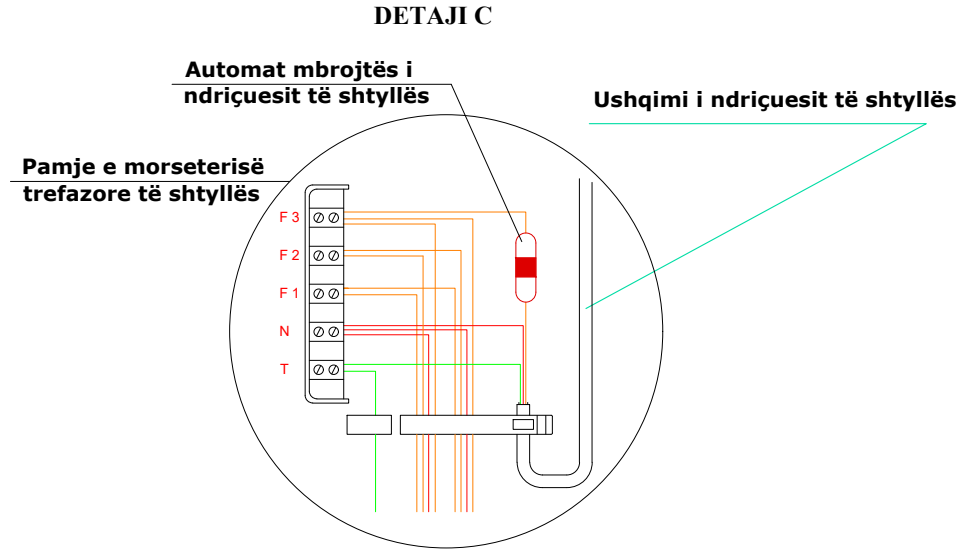 DETAJI C
Automat mbrojtës i
ndriçuesit të shtyllës
Ushqimi i ndriçuesit të shtyllës
Pamje e morseterisë
trefazore të shtyllës
F 3
F 2
F 1
N
T